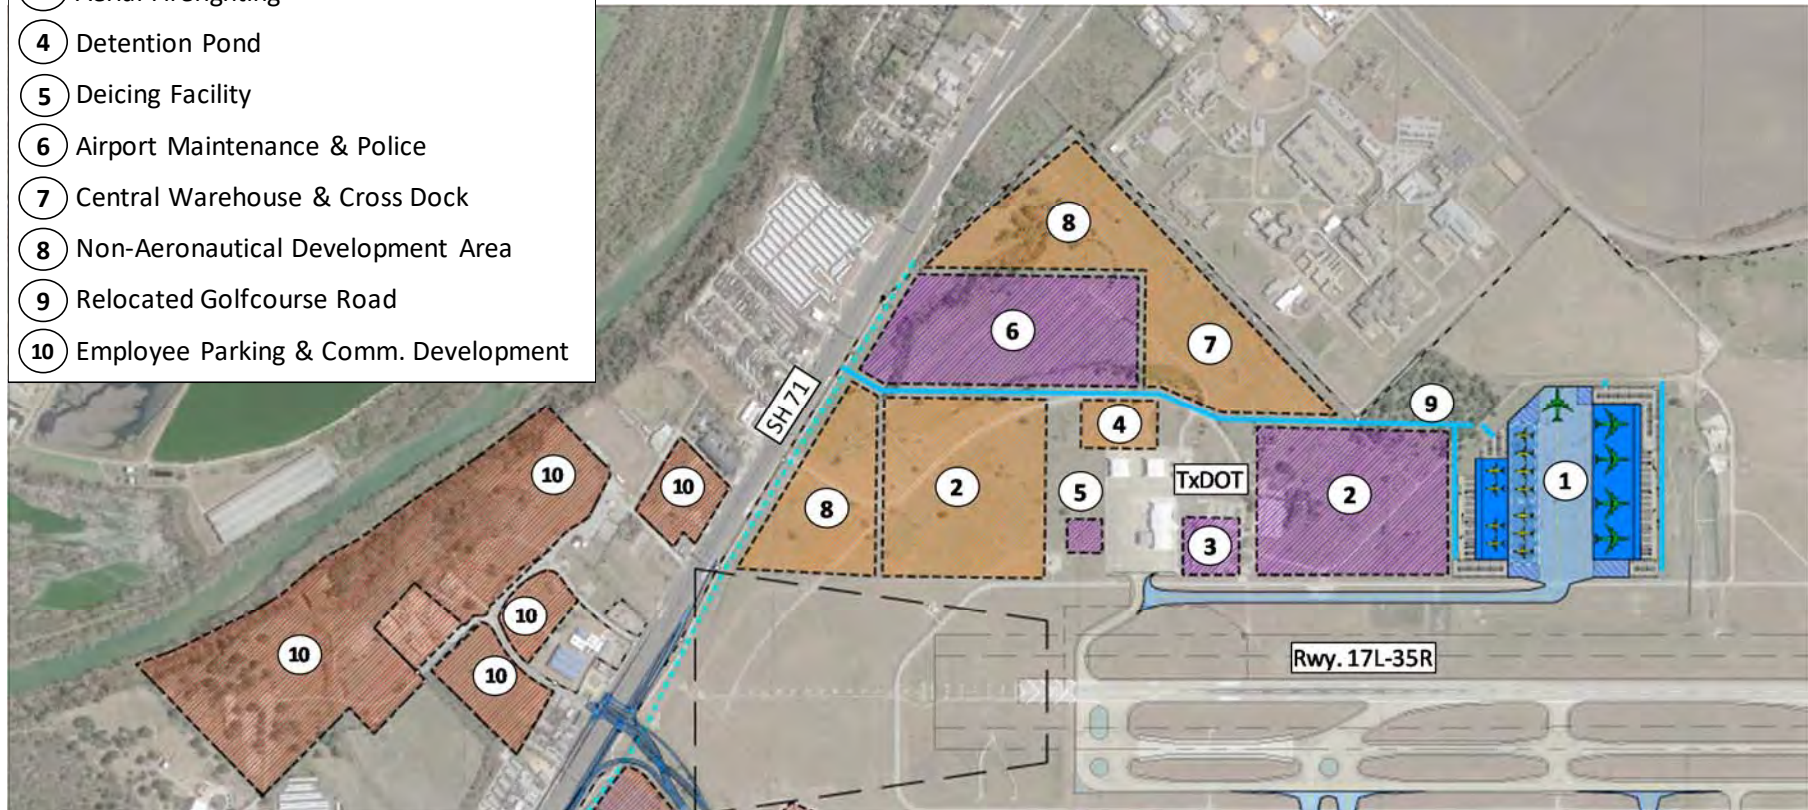 Aerial Firefighting
4 Detention Pond
5 Deicing Facility
6 Airport Maintenance & Police
7 Central Warehouse & Cross Dock
8 Non-Aeronautical Development Area
9 Relocated Golfcourse Road
10 Employee Parking & Comm. Development
8
6
7
SH 71
9
4
10
10
TxDOT
1
5
2
2
8
3
10
10
Rwy. 17L-35R
10